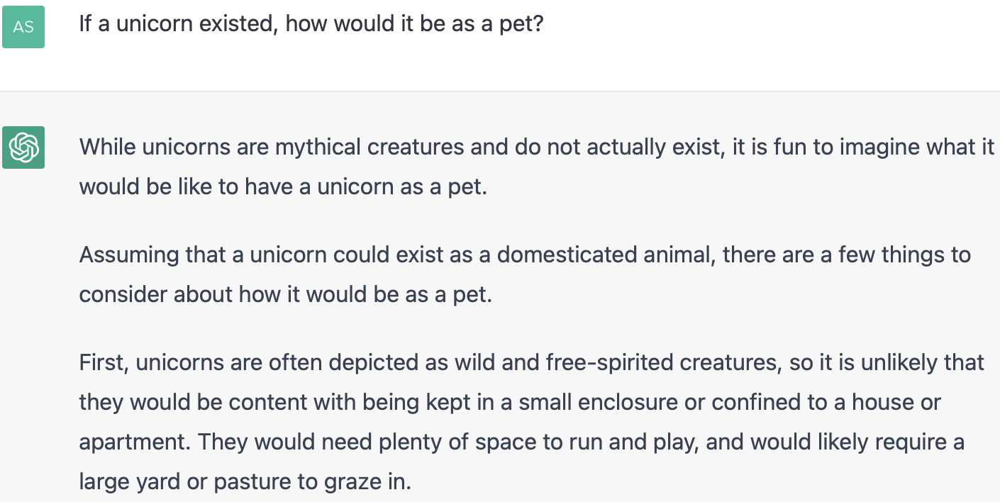 AS
If a unicorn existed, how would it be as a pet?
While unicorns are mythical creatures and do not actually exist, it is fun to imagine what it
would be like to have a unicorn as a pet.
Assuming that a unicorn could exist as a domesticated animal, there are a few things to
consider about how it would be as a pet.
First, unicorns are often depicted as wild and free-spirited creatures, so it is unlikely that
they would be content with being kept in a small enclosure or confined to a house or
apartment. They would need plenty of space to run and play, and would likely require a
large yard or pasture to graze in.